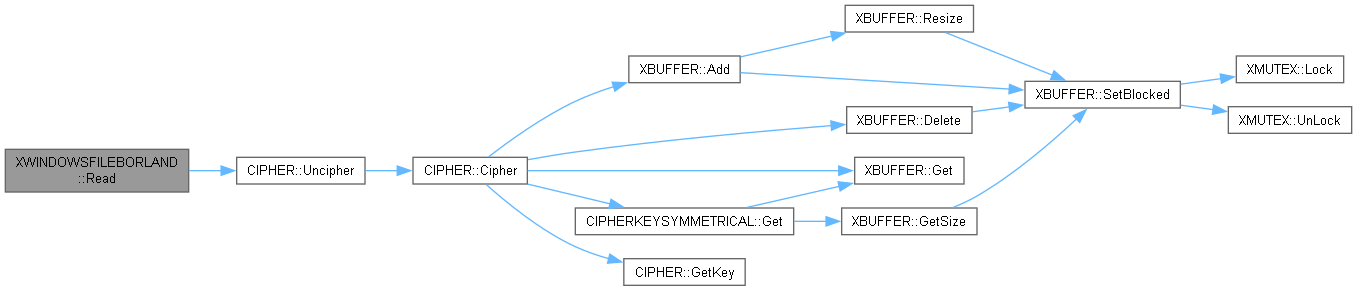 XWINDOWSFILEBORLAND
::Read
CIPHER::Uncipher
CIPHER::Cipher
XBUFFER::Add
XBUFFER::Resize
XBUFFER::SetBlocked
XMUTEX::Lock
XMUTEX::UnLock
XBUFFER::Delete
XBUFFER::Get
CIPHERKEYSYMMETRICAL::Get
XBUFFER::GetSize
CIPHER::GetKey